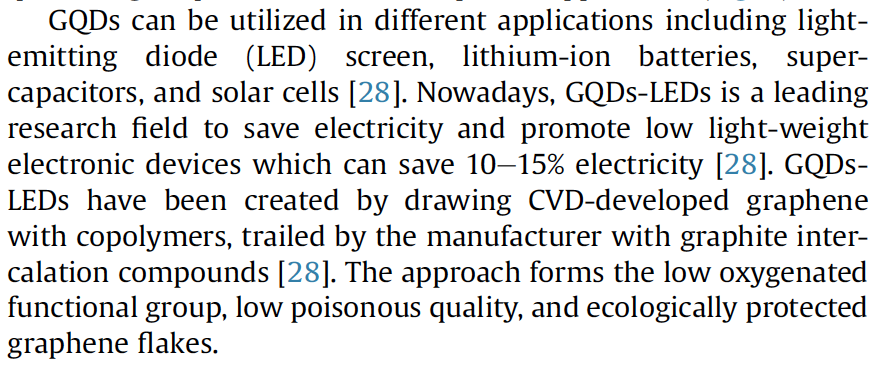 GQDs can be utilized in different applications including light-
emitting diode (LED) screen, lithium-ion batteries, super-
capacitors, and solar cells [28]. Nowadays, GQDs-LEDs is a leading
research field to save electricity and promote low light-weight
electronic devices which can save 10–15% electricity [28]. GQDs-
LEDs have been created by drawing CVD-developed graphene
with copolymers, trailed by the manufacturer with graphite inter-
calation compounds [28]. The approach forms the low oxygenated
functional group, low poisonous quality, and ecologically protected
graphene flakes.